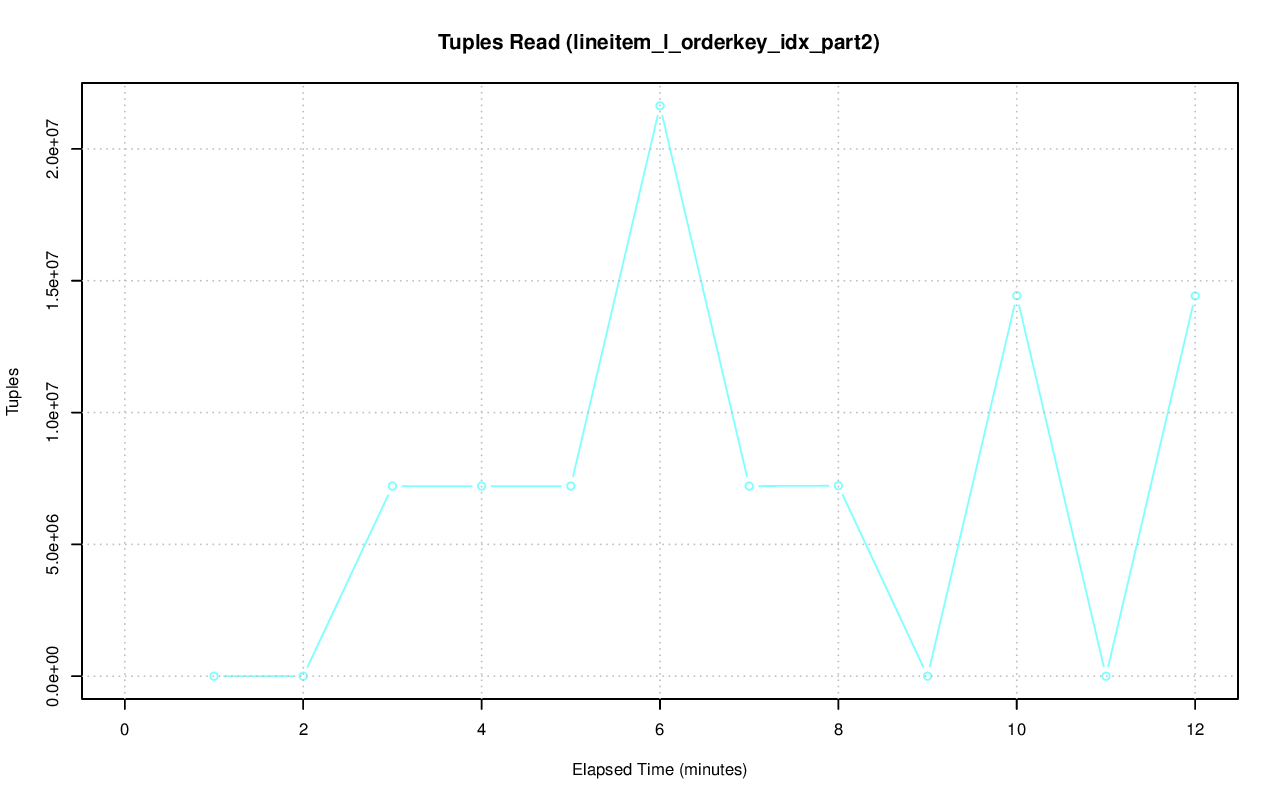 Tuples Read (lineitem_l_orderkey_idx_part2)
2.0e+07
1.5e+07
1.0e+07
5.0e+06
0.0e+00
Tuples
0 2 4 6 8 10 12
Elapsed Time (minutes)